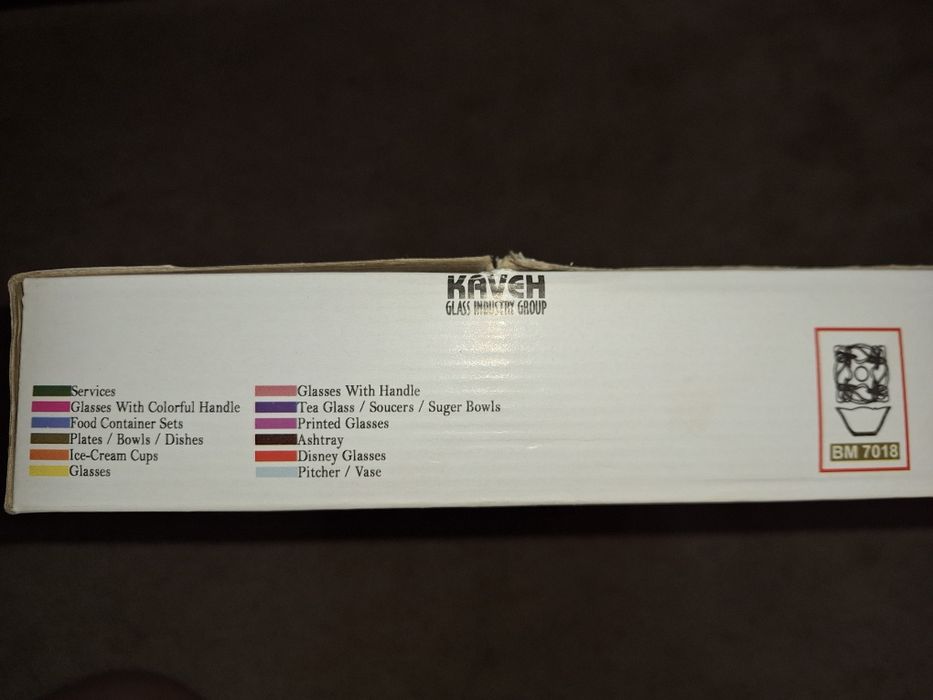 KAVEH
GLASS INDUSTRY GROUP
Services
Glasses With Colorful Handle
Food Container Sets
Plates / Bowls / Dishes
Ice-Cream Cups
Glasses
Glasses With Handle
Tea Glass / Soucers / Suger Bowls
Printed Glasses
Ashtray
Disney Glasses
Pitcher / Vase
BM 7018